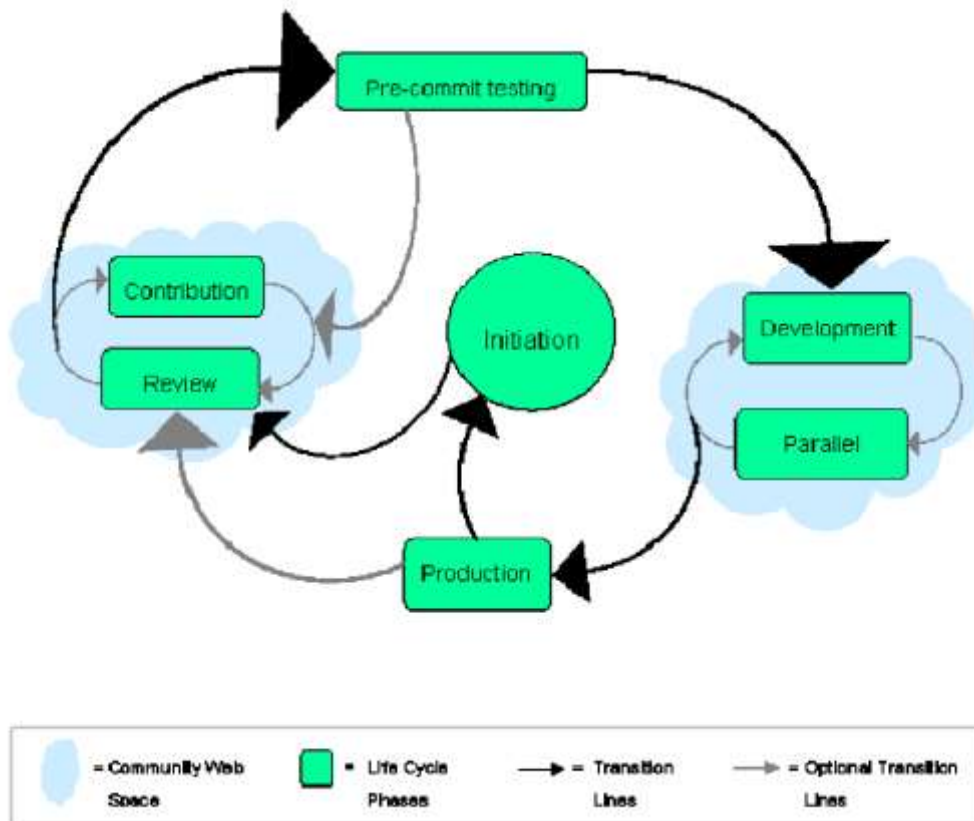 Pre-commit testing
Contribution
Review
Initiation
Development
Parallel
Production
= Community Web
Space
= Life Cycle
Phases
= Transition
Lines
= Optional Transition
Lines